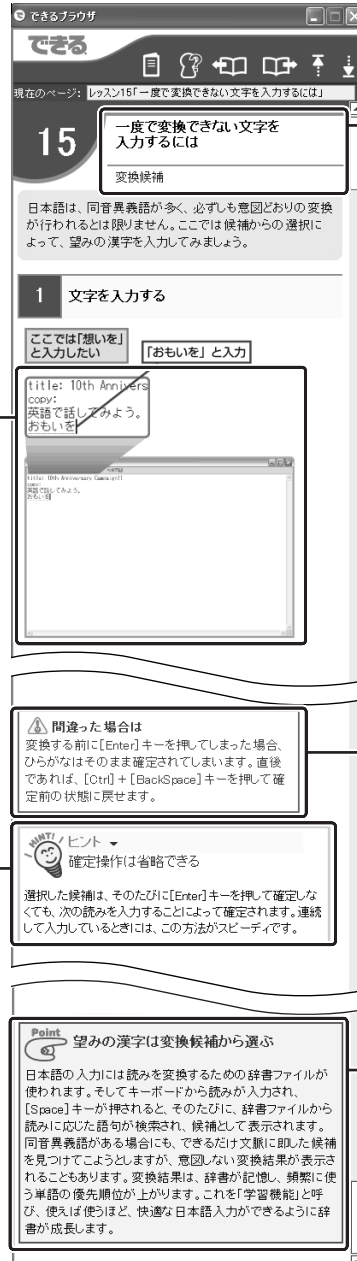 できるブラウザ
できる
現在のページ: レッスン15「一度で変換できない文字を入力するには」
15
一度で変換できない文字を
入力するには
変換候補
日本語は、同音異義語が多く、必ずしも意図どおりの変換
が行われるとは限りません。ここでは候補からの選択に
よって、望みの漢字を入力してみましょう。
1 文字を入力する
ここでは「想いを」
と入力したい
「おもいを」と入力
title: 10th Annivers
copy:
英語で話してみよう。
おもいを
title: 10th Anniversary Campaign!!
copy:
英語で話してみよう。
おもいを
間違った場合は
変換する前に[Enter]キーを押してしまった場合、
ひらがなはそのまま確定されてしまいます。直後
であれば、[Ctrl]+[BackSpace]キーを押して確
定前の状態に戻せます。
HINT!
ヒント
確定操作は省略できる
選択した候補は、そのたびに[Enter]キーを押して確定しな
くても、次の読みを入力することによって確定されます。連続
して入力しているときには、この方法がスピーディです。
Point
望みの漢字は変換候補から選ぶ
日本語の入力には読みを変換するための辞書ファイルが
使われます。そしてキーボードから読みが入力され、
[Space]キーが押されると、そのたびに、辞書ファイルから
読みに応じた語句が検索され、候補として表示されます。
同音異義語がある場合にも、できるだけ文脈に即した候補
を見つけてこようとしますが、意図しない変換結果が表示さ
れることもあります。変換結果は、辞書が記憶し、頻繁に使
う単語の優先順位が上がります。これを「学習機能」と呼
び、使えば使うほど、快適な日本語入力ができるように辞
書が成長します。